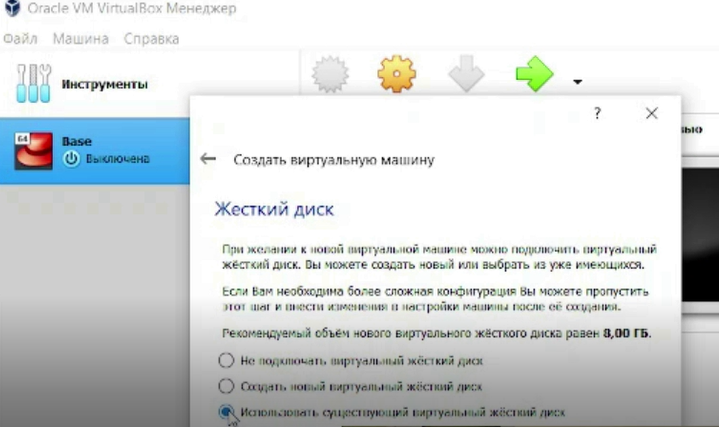 Oracle VM VirtualBox Менеджер
Файл Машина Справка
Инструменты
64
Base
Выключена
?
Создать виртуальную машину
Жесткий диск
При желании к новой виртуальной машине можно подключить виртуальный
жёсткий диск. Вы можете создать новый или выбрать из уже имеющихся.
Если Вам необходима более сложная конфигурация Вы можете пропустить
этот шаг и внести изменения в настройки машины после её создания.
Рекомендуемый объём нового виртуального жёсткого диска равен 8,00 ГБ.
Не подключать виртуальный жёсткий диск
Создать новый виртуальный жёсткий диск
Использовать существующий виртуальный жёсткий диск